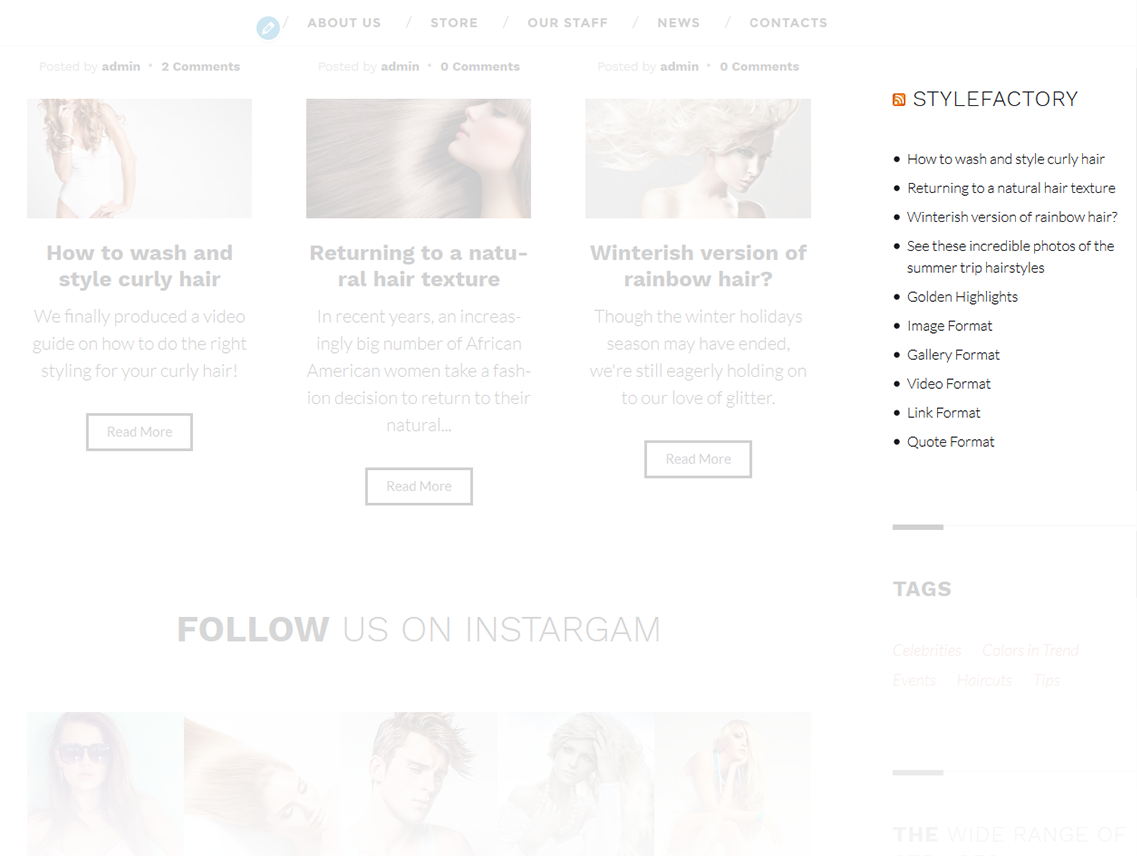 / ABOUT US / STORE / OUR STAFF / NEWS / CONTACTS
Posted by admin • 2 Comments
How to wash and
style curly hair
We finally produced a video
guide on how to do the right
styling for your curly hair!
Read More
Posted by admin • 0 Comments
Returning to a natu-
ral hair texture
In recent years, an increas-
ingly big number of African
American women take a fash-
ion decision to return to their
natural...
Read More
Posted by admin • 0 Comments
Winterish version of
rainbow hair?
Though the winter holidays
season may have ended,
we're still eagerly holding on
to our love of glitter.
Read More
FOLLOW US ON INSTARGAM
STYLEFACTORY
• How to wash and style curly hair
• Returning to a natural hair texture
• Winterish version of rainbow hair?
• See these incredible photos of the
summer trip hairstyles
• Golden Highlights
• Image Format
• Gallery Format
• Video Format
• Link Format
• Quote Format
TAGS
Celebrities Colors in Trend
Events Haircuts Tips
THE WIDE RANGE OF